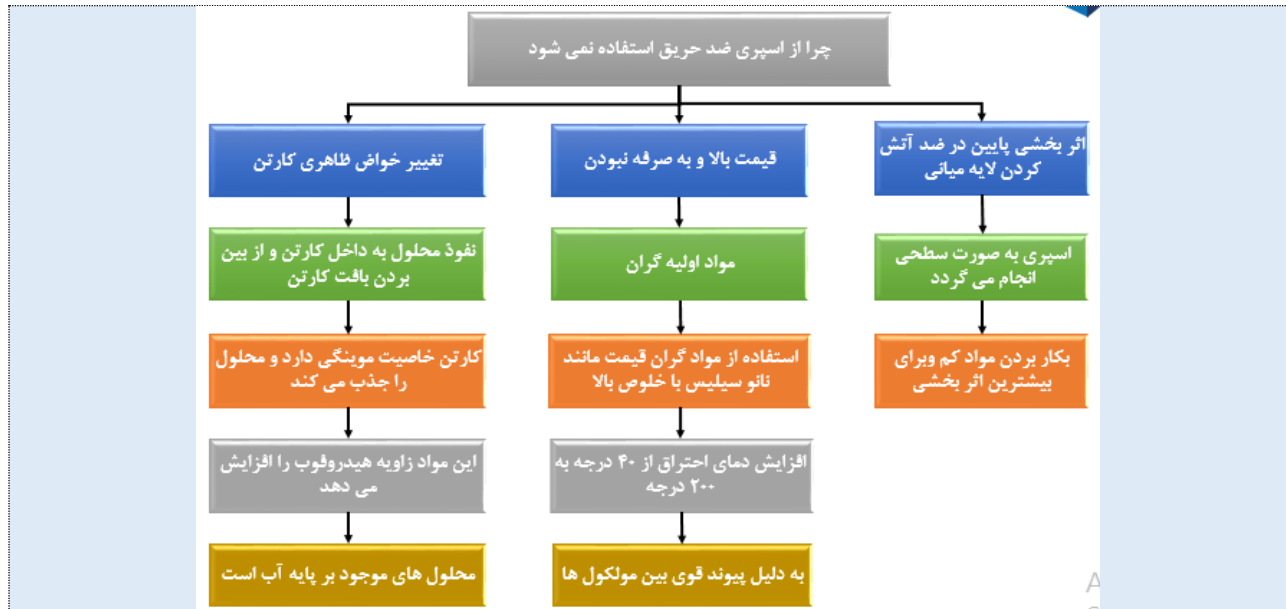 چرا از اسپری ضد حریق استفاده نمی شود
اثر بخشی پایین در ضد آتش
کردن لایه میانی
اسپری به صورت سطحی
انجام می گردد
بکار بردن مواد کم وبرای
بیشترین اثر بخشی
قیمت بالا و به صرفه نبودن
مواد اولیه گران
استفاده از مواد گران قیمت مانند
نانو سیلیس با خلوص بالا
افزایش دمای احتراق از ۴۰ درجه به
۲۰۰ درجه
به دلیل پیوند قوی بین مولکول ها
تغییر خواض ظاهری کارتن
نفوذ محلول به داخل کارتن و از بین
بردن بافت کارتن
کارتن خاصیت موینگی دارد و محلول
را جذب می کند
این مواد زاویه هیدروفوب را افزایش
می دهد
محلول های موجود بر پایه آب است